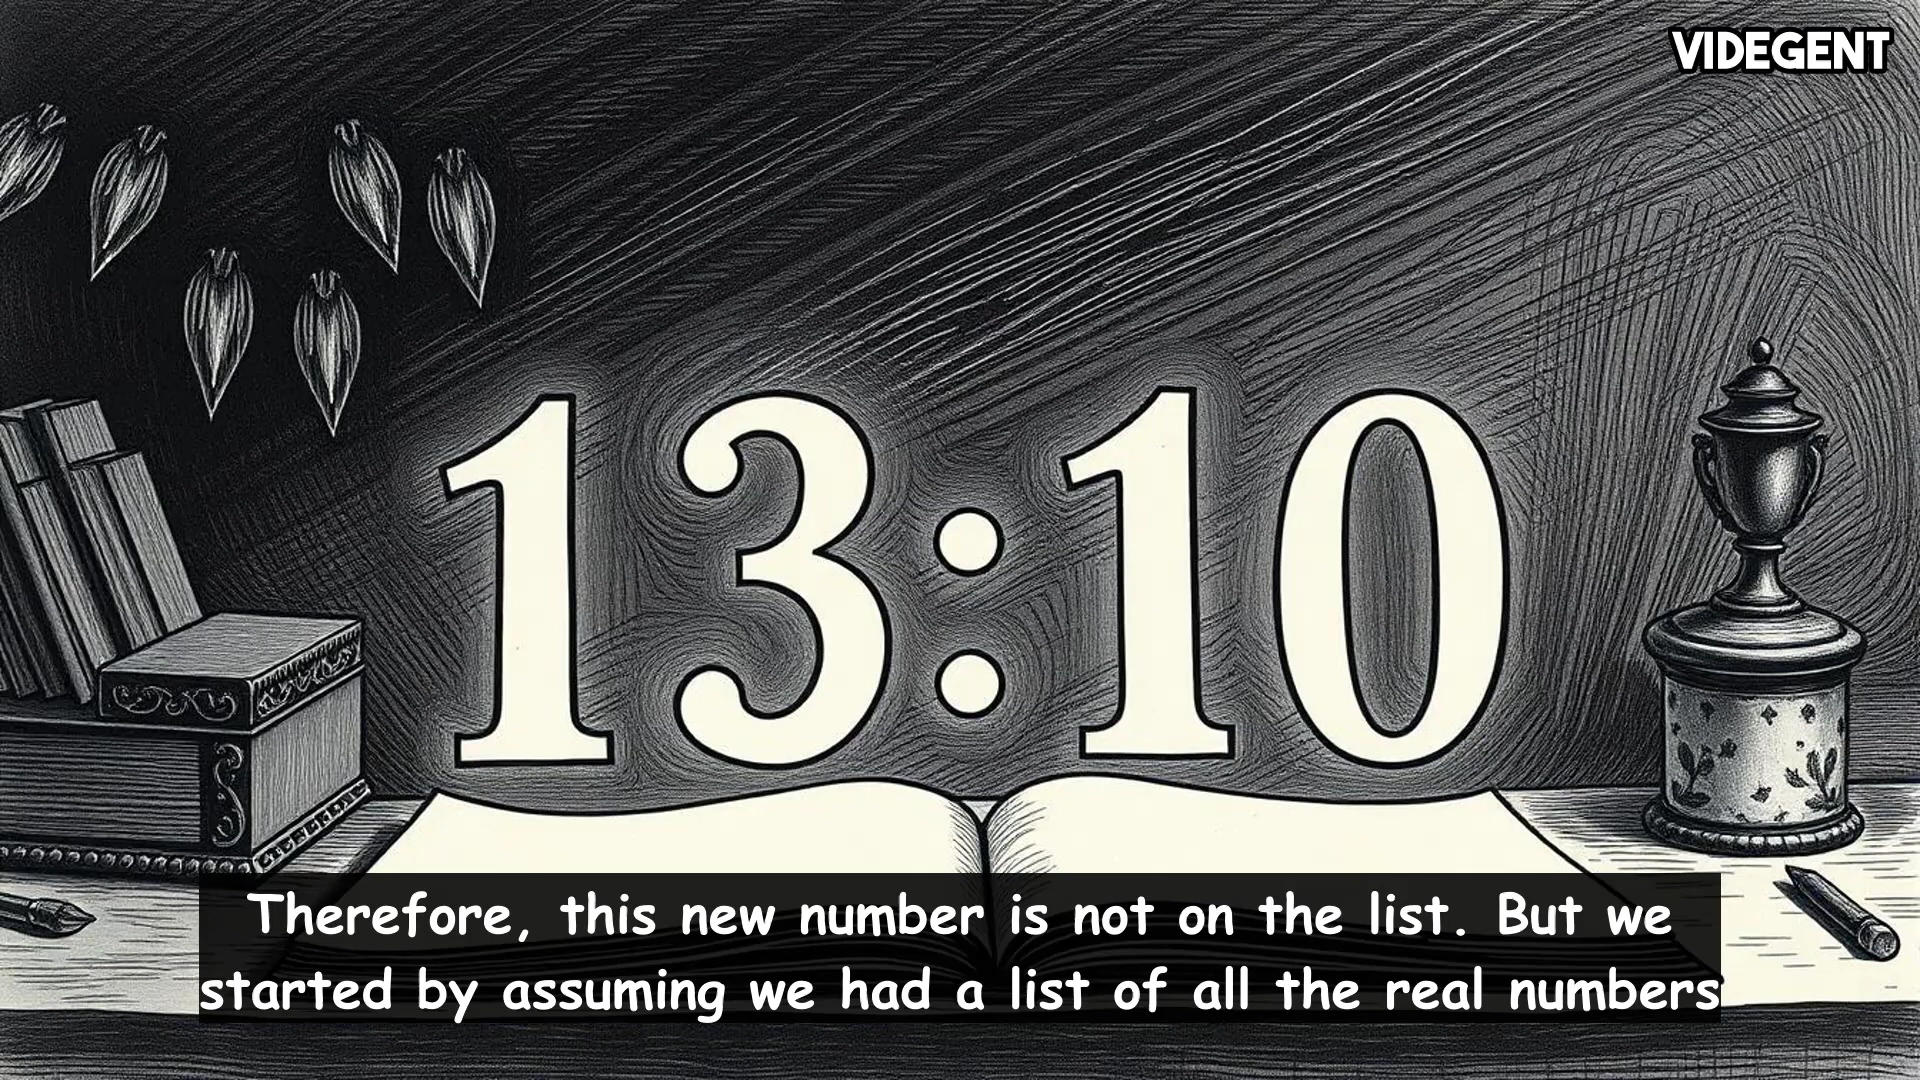 VIDEGENT
13:10
Therefore, this new number is not on the list. But we
started by assuming we had a list of all the real numbers